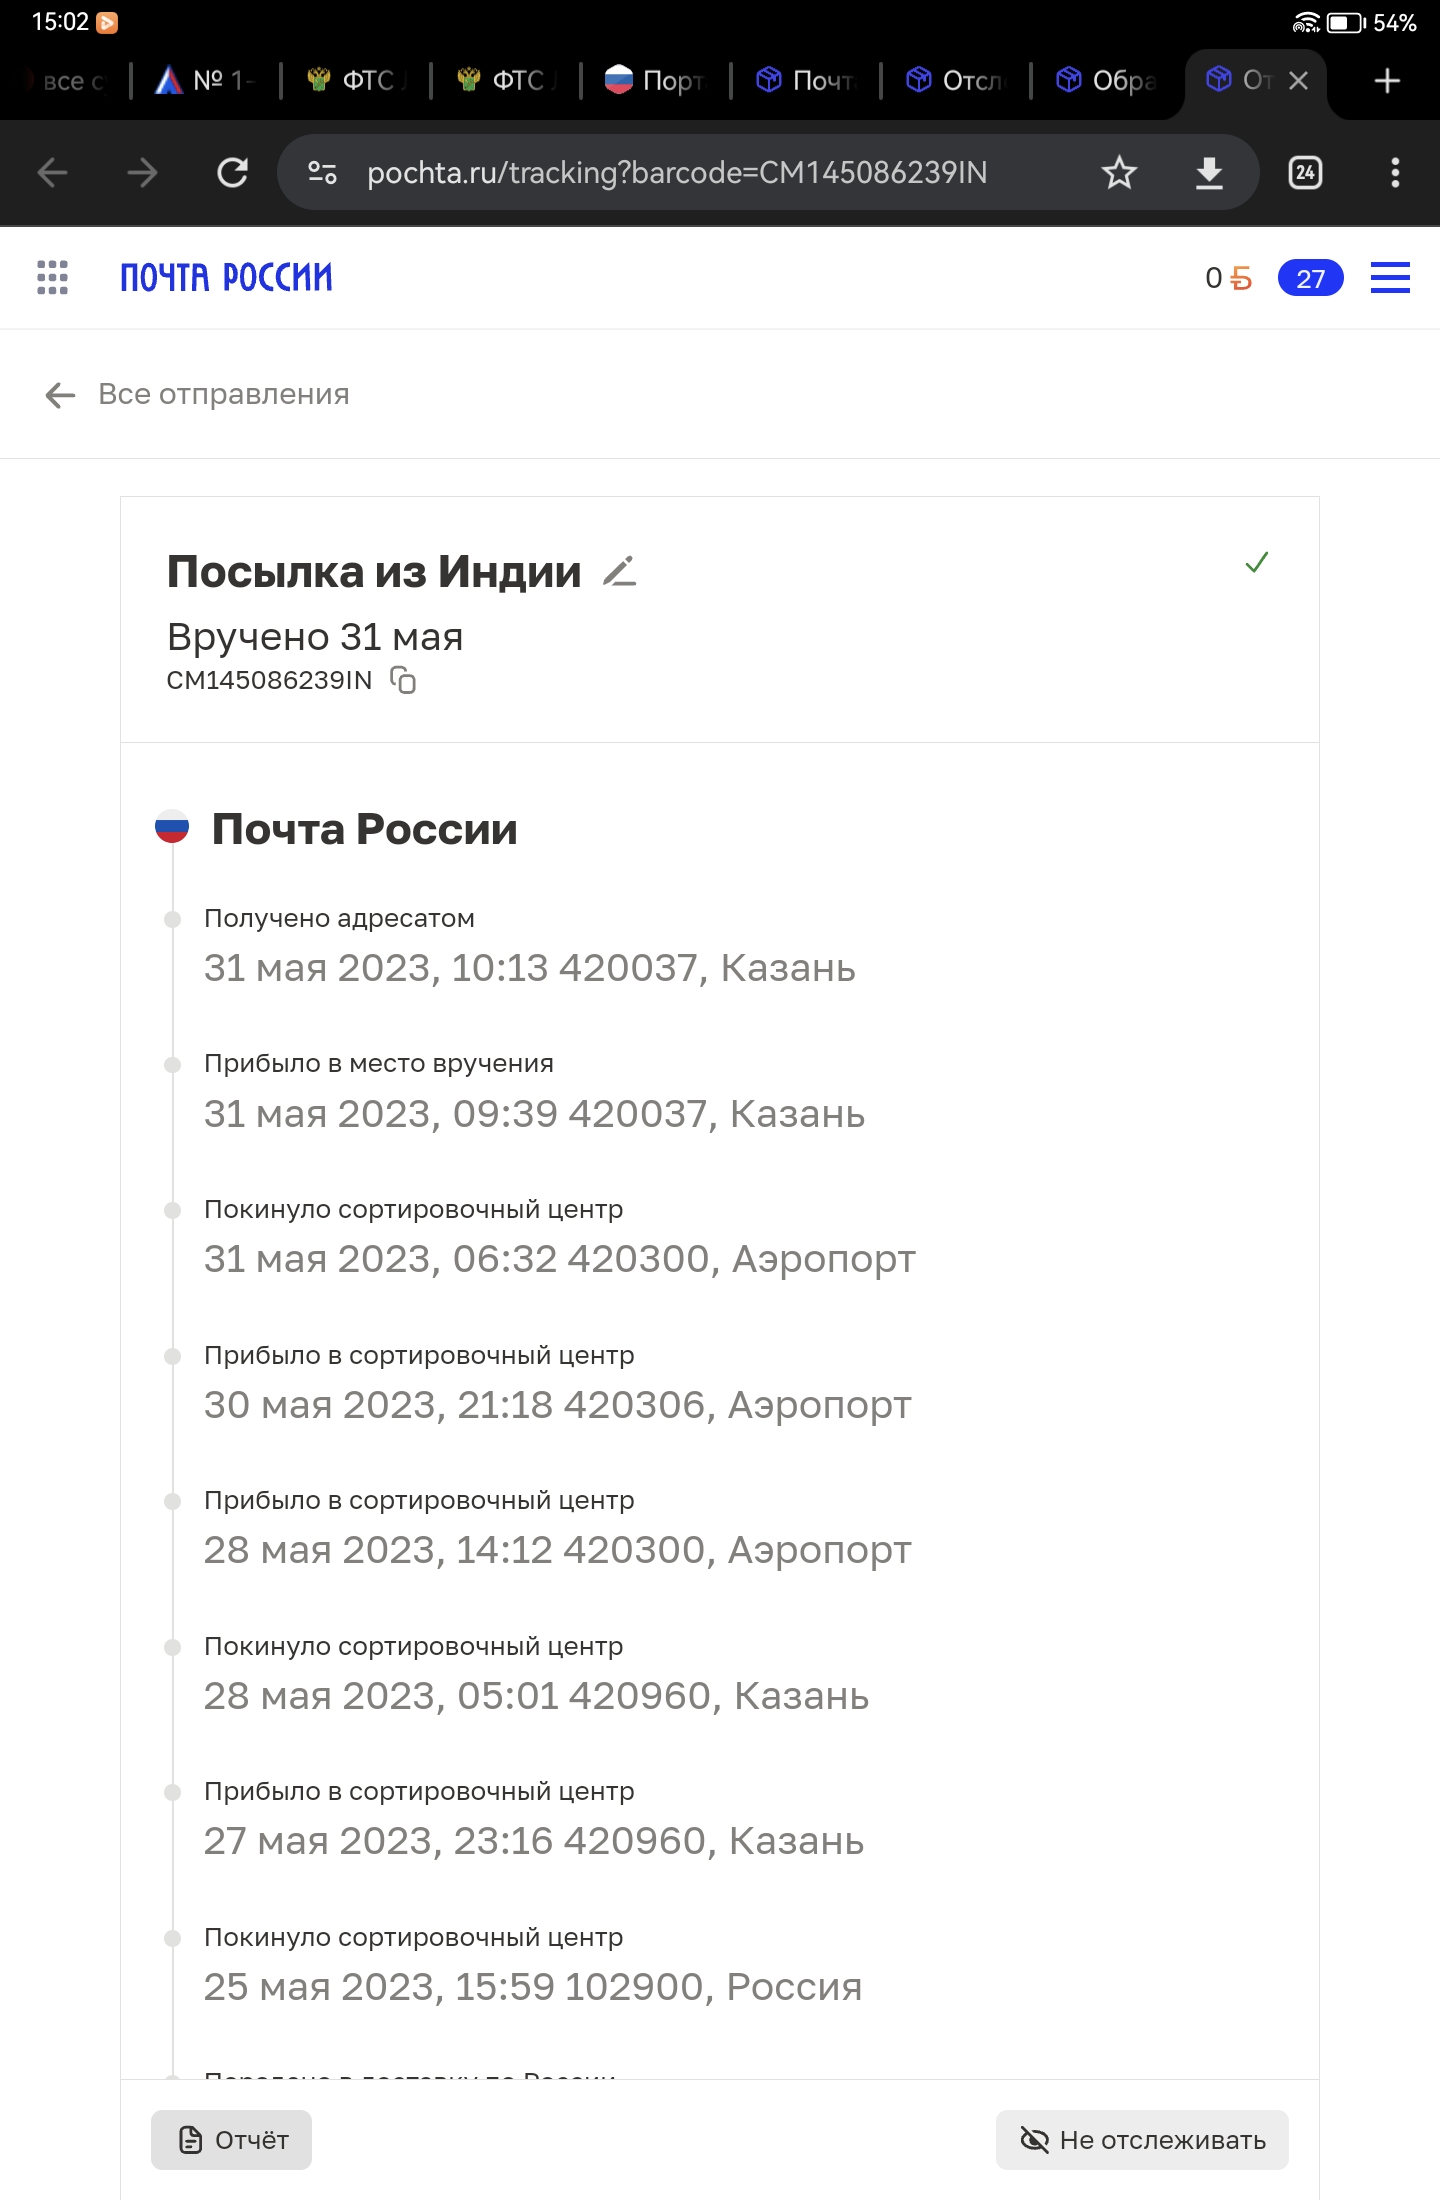 15:02 54%
все с № 1- ФТС ФТС Порт Почт Отсл Обра От
pochta.ru/tracking?barcode=CM145086239IN 24
ПОЧТА РОССИИ 0 Б 27
Все отправления
Посылка из Индии
Вручено 31 мая
CM145086239IN
Почта России
Получено адресатом
31 мая 2023, 10:13 420037, Казань
Прибыло в место вручения
31 мая 2023, 09:39 420037, Казань
Покинуло сортировочный центр
31 мая 2023, 06:32 420300, Аэропорт
Прибыло в сортировочный центр
30 мая 2023, 21:18 420306, Аэропорт
Прибыло в сортировочный центр
28 мая 2023, 14:12 420300, Аэропорт
Покинуло сортировочный центр
28 мая 2023, 05:01 420960, Казань
Прибыло в сортировочный центр
27 мая 2023, 23:16 420960, Казань
Покинуло сортировочный центр
25 мая 2023, 15:59 102900, Россия
Передано в доставку по России
Отчёт Не отслеживать